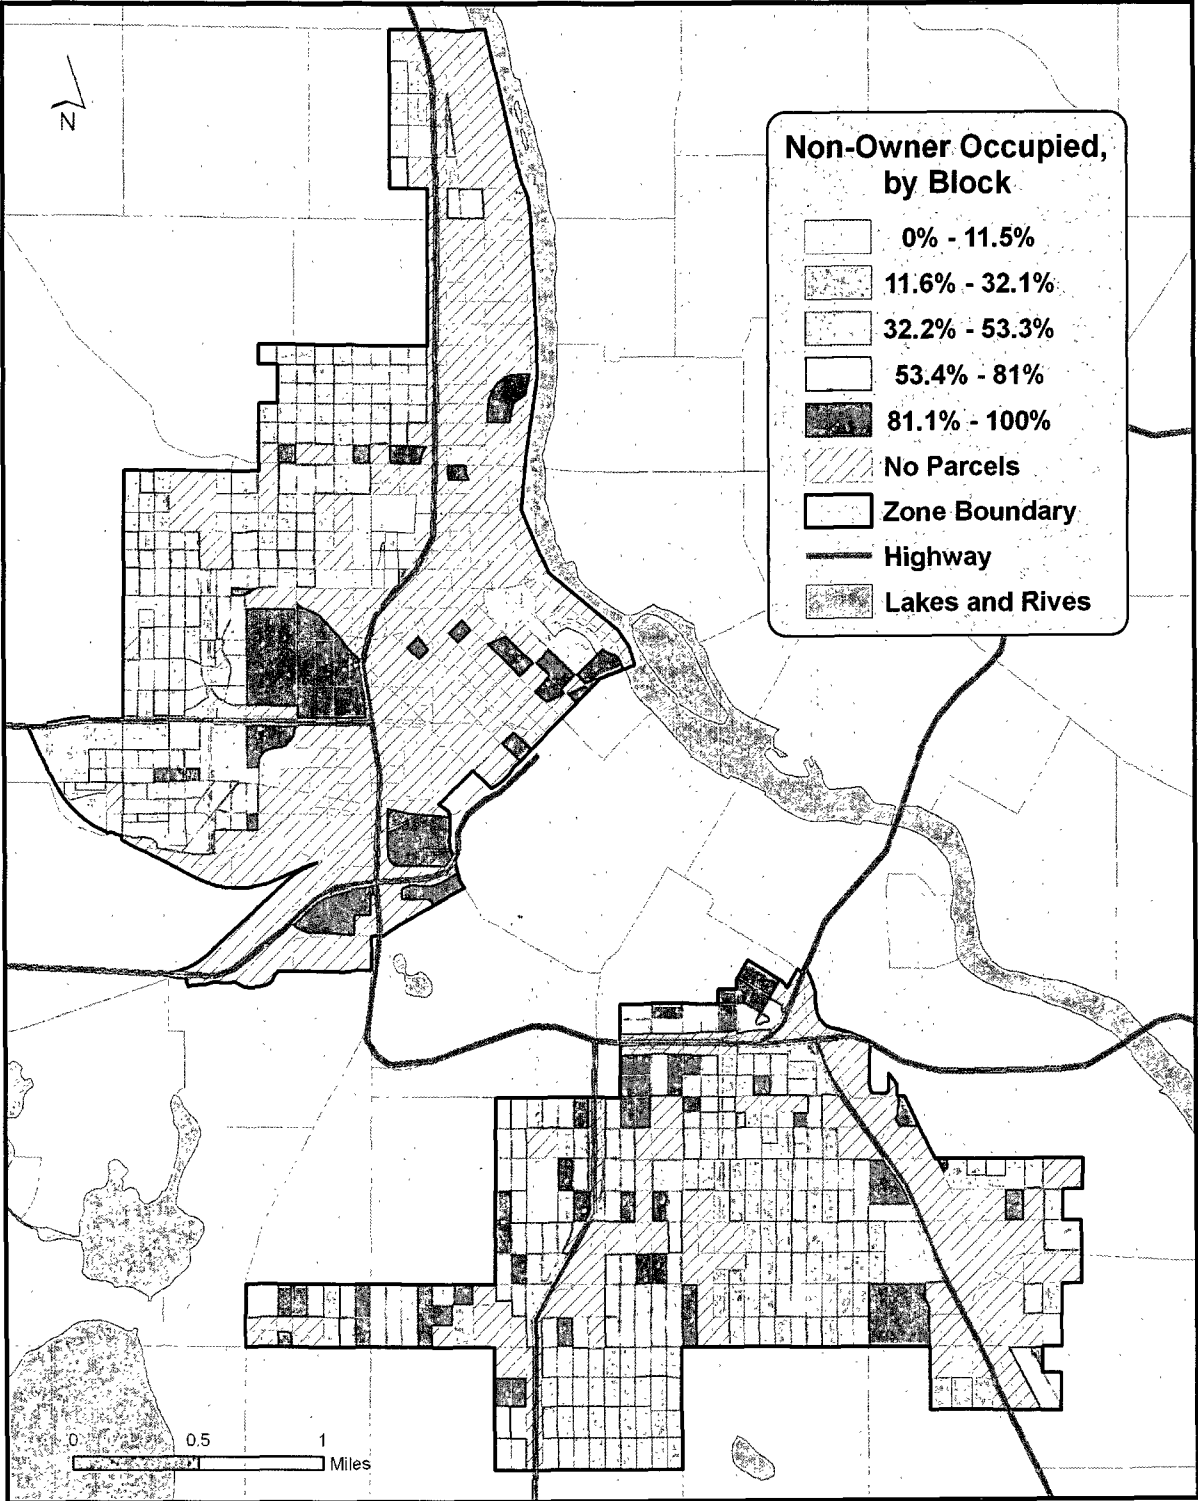 N
Non-Owner Occupied,
by Block
0% - 11.5%
11.6% - 32.1%
32.2% - 53.3%
53.4% - 81%
81.1% - 100%
No Parcels
Zone Boundary
Highway
Lakes and Rives
0 0.5 1
Miles